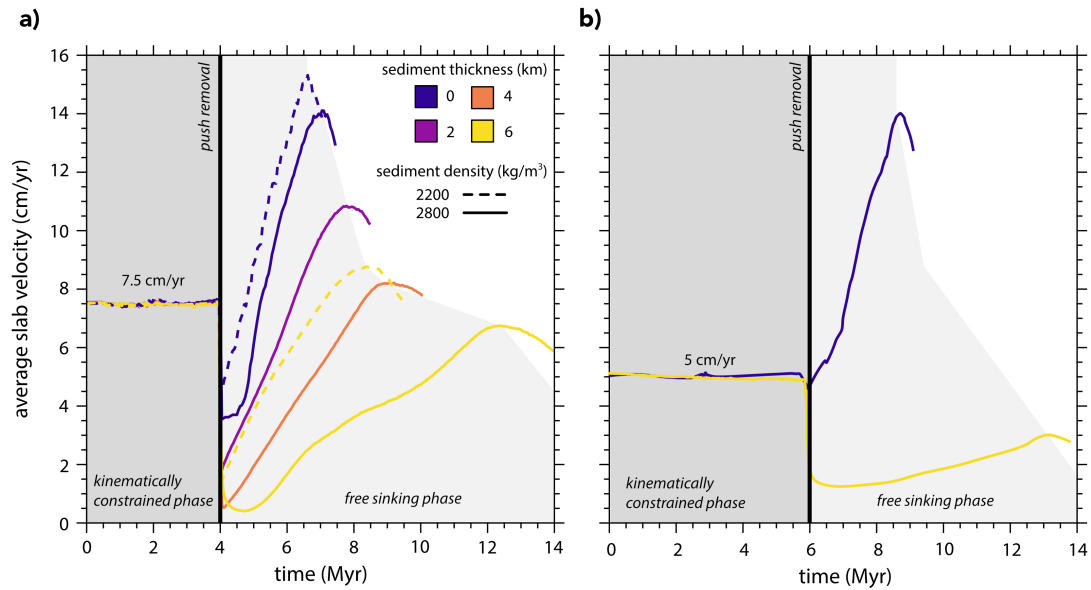 a)
average slab velocity (cm/yr)
16
14
12
10
8
6
4
2
0
push removal
sediment thickness (km)
0
4
2
6
sediment density (kg/m³)
2200
2800
7.5 cm/yr
kinematically
constrained phase
free sinking phase
0 2 4 6 8 10 12 14
time (Myr)
b)
push removal
5 cm/yr
kinematically
constrained phase
free sinking phase
0 2 4 6 8 10 12 14
time (Myr)